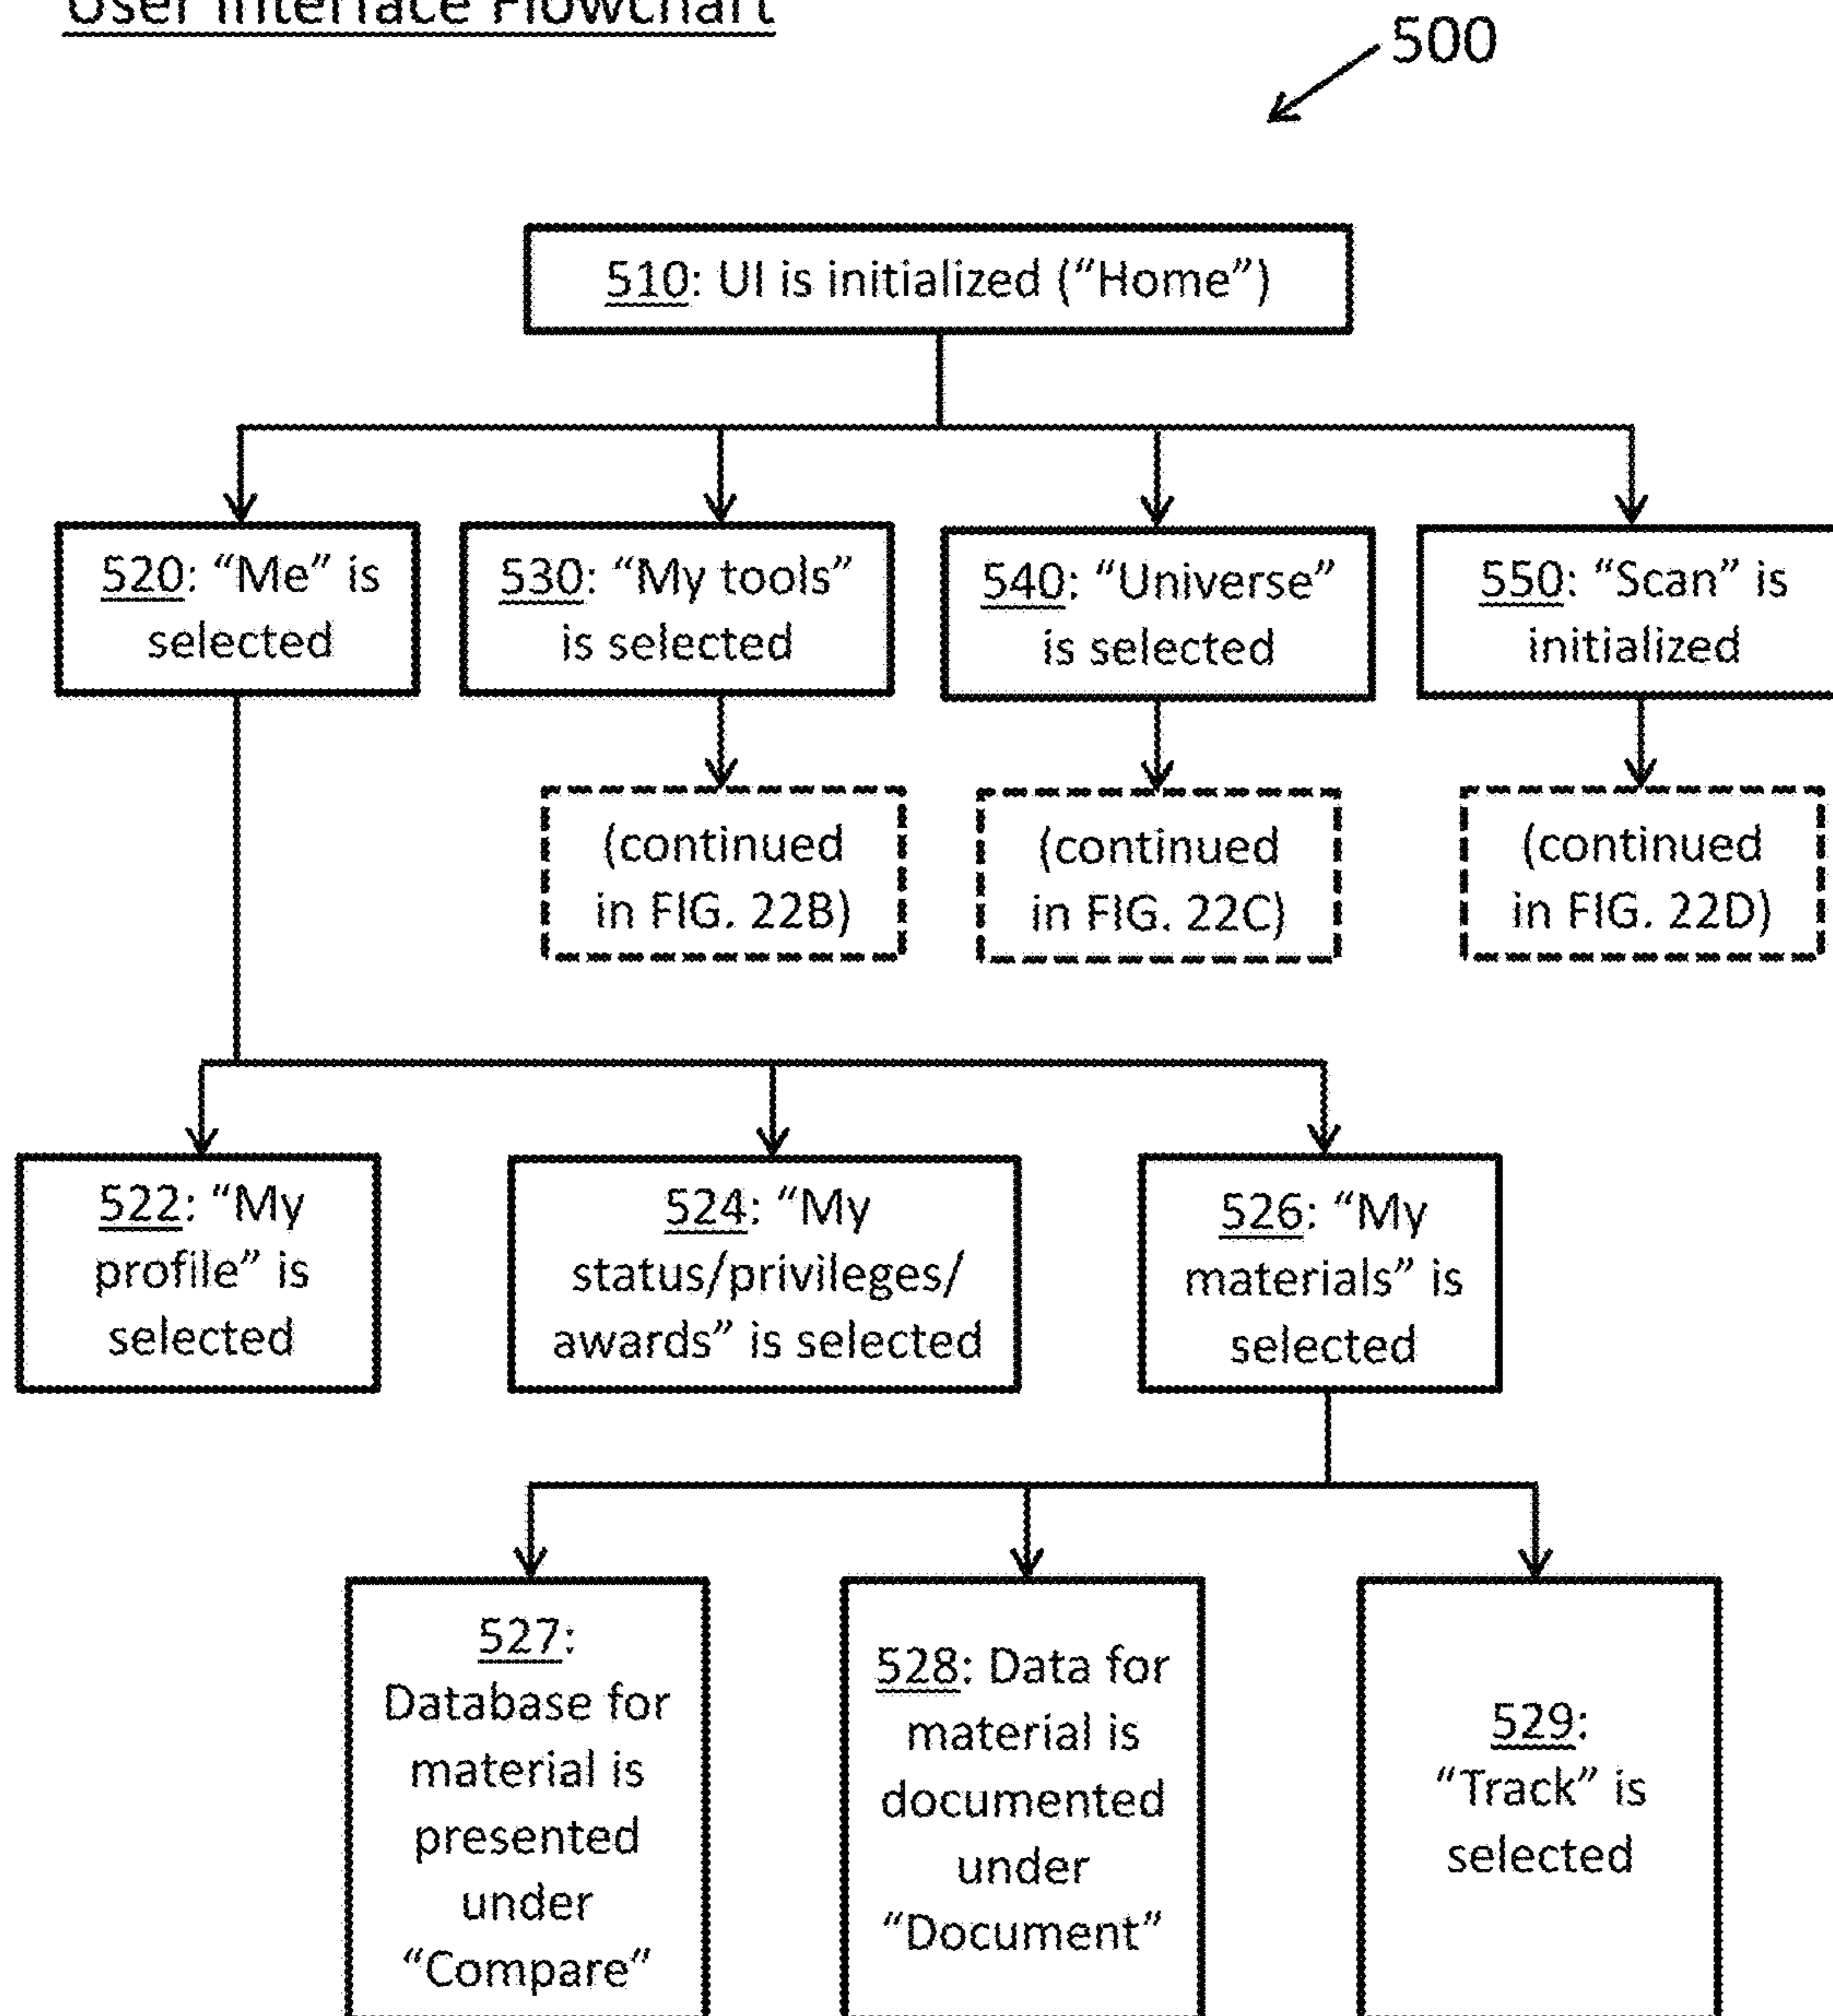 User Interface Flowchart
500
510: UI is initialized (“Home”)
520: “Me” is
selected
530: “My tools”
is selected
540: “Universe”
is selected
550: “Scan” is
initialized
(continued
in FIG. 22B)
(continued
in FIG. 22C)
(continued
in FIG. 22D)
522: “My
profile” is
selected
524: “My
status/privileges/
awards” is selected
526: “My
materials” is
selected
527:
Database for
material is
presented
under
“Compare”
528: Data for
material is
documented
under
“Document”
529:
“Track” is
selected